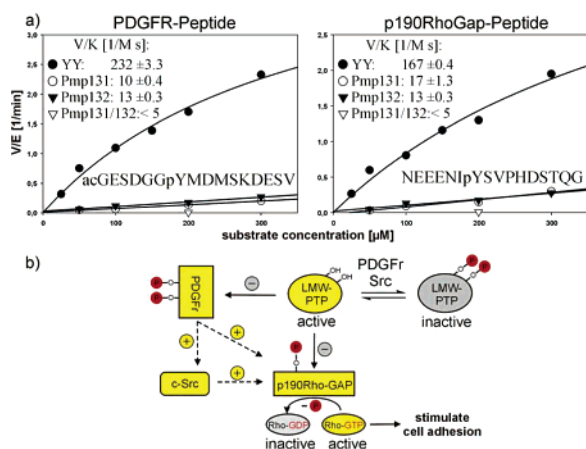 a)
PDGFR-Peptide
p190RhoGap-Peptide
V/E [1/min]
3,0
2,5
2,0
1,5
1,0
0,5
0,0
V/K [1/M s]:
YY: 232 ±3.3
Pmp131: 10 ±0.4
Pmp132: 13 ±0.3
Pmp131/132: < 5
acGESDGGpYMDMSKDESV
0
100
200
300
2,5
2,0
1,5
1,0
0,5
0,0
V/K [1/M s]:
YY: 167 ±0.4
Pmp131: 17 ±1.3
Pmp132: 13 ±0.3
Pmp131/132: < 5
NEEENIpYSVPHDSTQG
0
100
200
300
substrate concentration [µM]
b)
P
P
PDGFr
−
OH
OH
LMW-
PTP
active
PDGFr
Src
P
P
LMW-
PTP
inactive
+
+
P
−
c-Src
+
p190Rho-GAP
− P
Rho-GDP
inactive
Rho-GTP
active
stimulate
cell adhesion